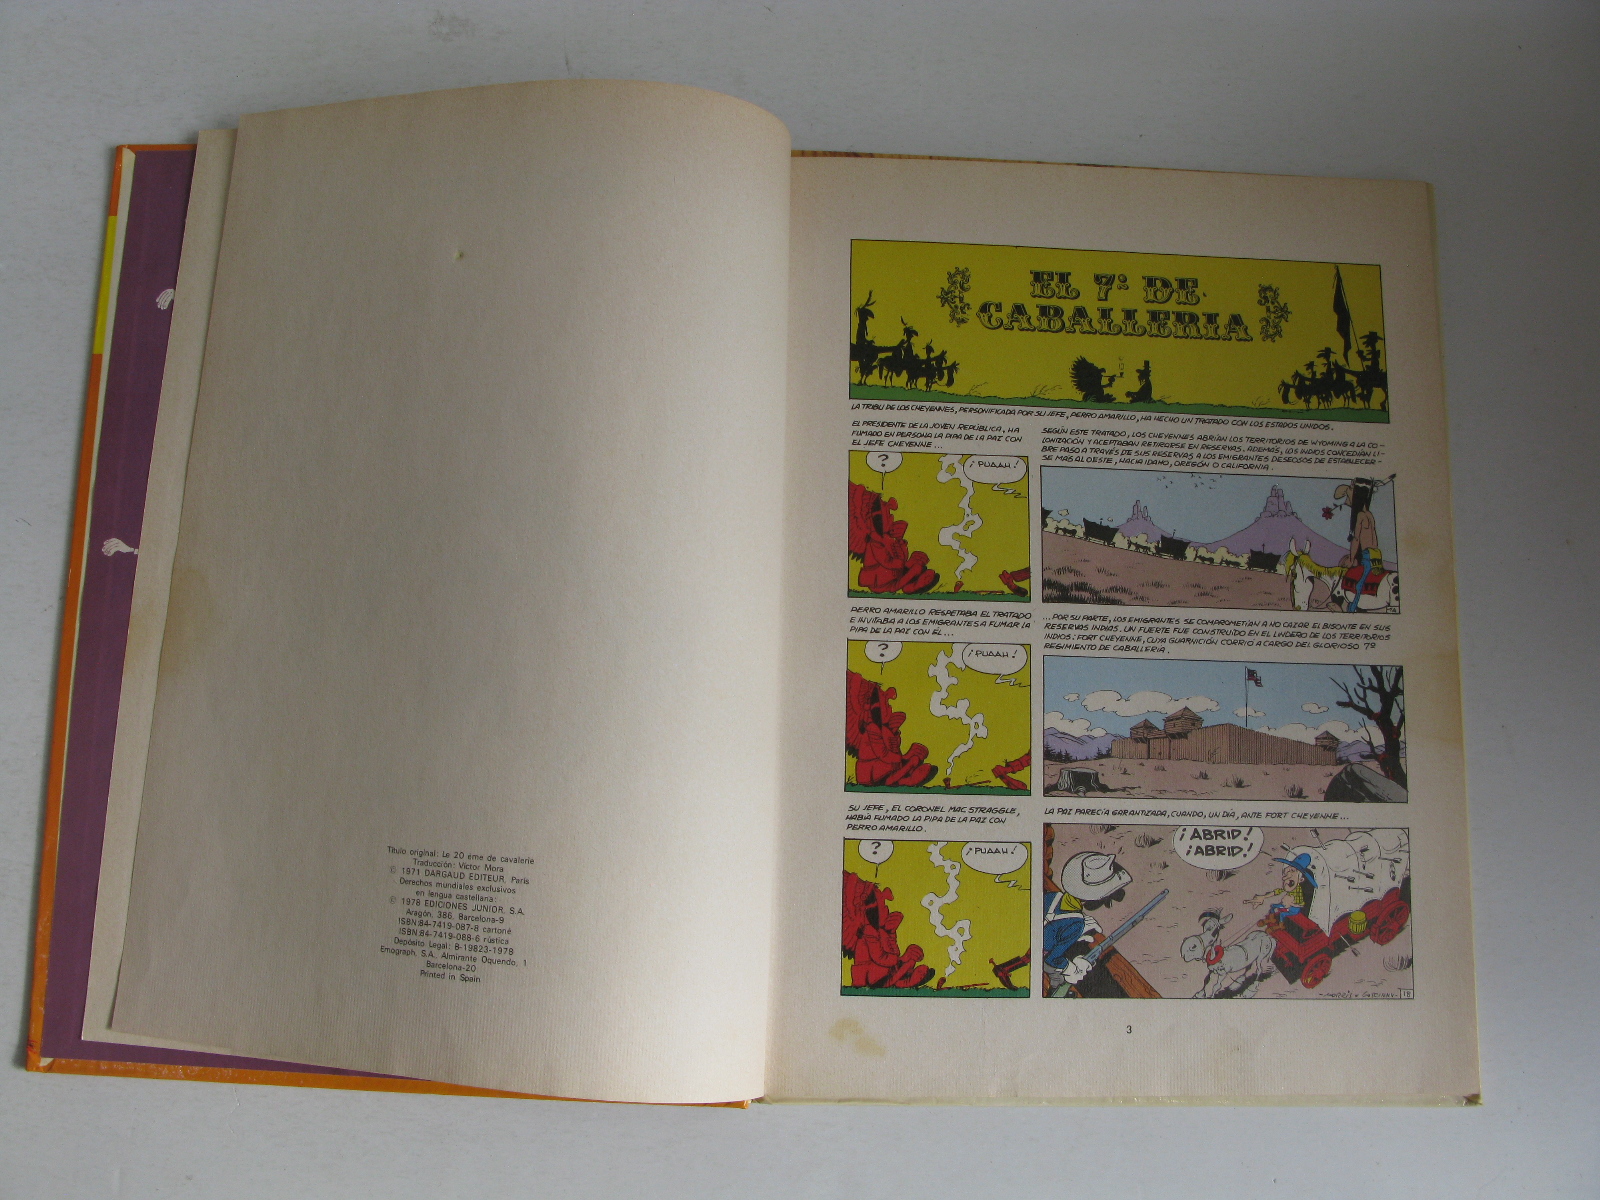 Título original: Le 20 ème de cavalerie
Traducción: Víctor Mora
© 1971 DARGAUD EDITEUR, París
Derechos mundiales exclusivos
en lengua castellana:
© 1978 EDICIONES JUNIOR, S.A.
Aragón, 386. Barcelona-9
ISBN:84-7419-087-8 cartoné
ISBN:84-7419-088-6 rústica
Depósito Legal: B-19823-1978
Emograph, S.A., Almirante Oquendo, 1
Barcelona-20
Printed in Spain
EL 7º DE
CABALLERIA
LA TRIBU DE LOS CHEYENNES, PERSONIFICADA POR SU JEFE, PERRO AMARILLO, HA HECHO UN TRATADO CON LOS ESTADOS UNIDOS.
EL PRESIDENTE DE LA JOVEN REPÚBLICA, HA
FUMADO EN PERSONA LA PIPA DE LA PAZ CON
EL JEFE CHEYENNE...
?
¡PUAAH!
SEGÚN ESTE TRATADO, LOS CHEYENNES ABRÍAN LOS TERRITORIOS DE WYOMING A LA CO-
LONIZACIÓN Y ACEPTABAN RETIRARSE EN RESERVAS. ADEMÁS, LOS INDIOS CONCEDÍAN LI-
BRE PASO A TRAVÉS DE SUS RESERVAS A LOS EMIGRANTES DESEOSOS DE ESTABLECER-
SE MÁS AL OESTE, HACIA IDAHO, OREGÓN O CALIFORNIA.
1A
PERRO AMARILLO RESPETABA EL TRATADO
E INVITABA A LOS EMIGRANTES A FUMAR LA
PIPA DE LA PAZ CON ÉL...
?
¡PUAAH!
...POR SU PARTE, LOS EMIGRANTES SE COMPROMETÍAN A NO CAZAR EL BISONTE EN SUS
RESERVAS INDIAS. UN FUERTE FUE CONSTRUIDO EN EL LINDERO DE LOS TERRITORIOS
INDIOS: FORT CHEYENNE, CUYA GUARNICIÓN CORRIÓ A CARGO DEL GLORIOSO 7º
REGIMIENTO DE CABALLERÍA.
SU JEFE, EL CORONEL MAC STRAGGLE,
HABÍA FUMADO LA PIPA DE LA PAZ CON
PERRO AMARILLO.
?
¡PUAAH!
LA PAZ PARECÍA GARANTIZADA, CUANDO, UN DÍA, ANTE FORT CHEYENNE...
¡ABRID!
¡ABRID!
MORRIS + GOSCINNY
1B
3